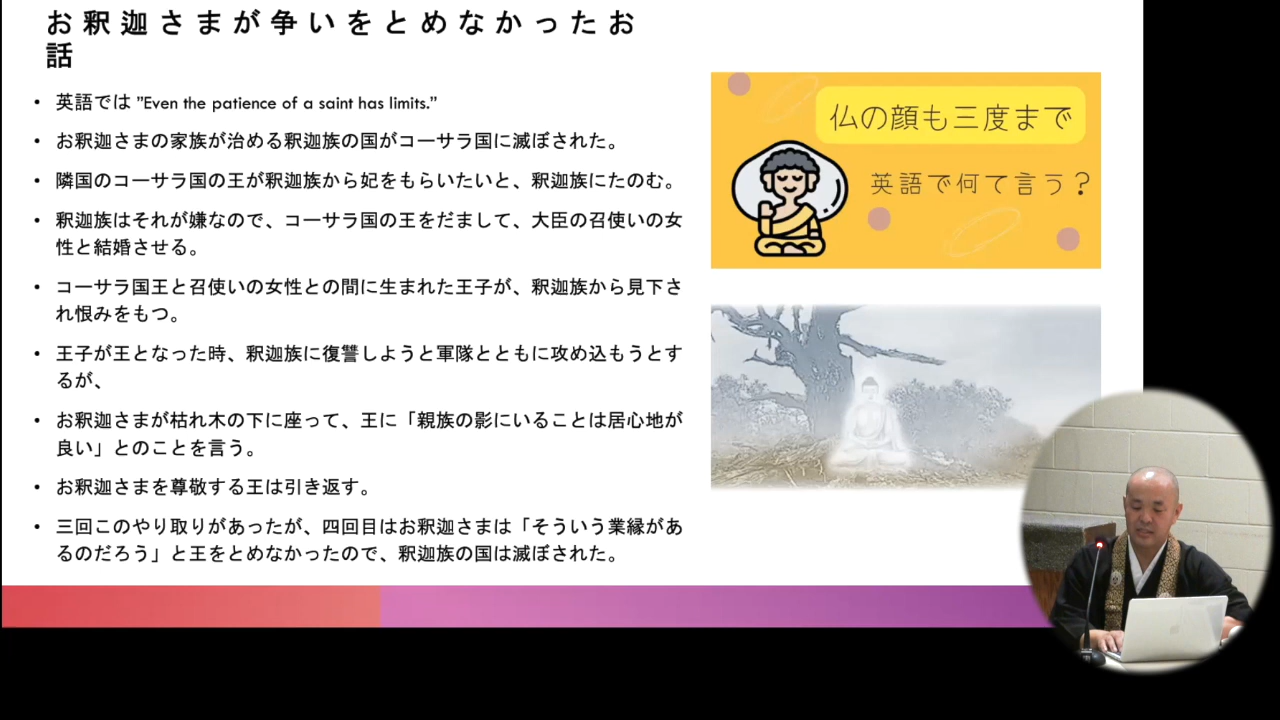 お釈迦さまが争いをとめなかったお
話
• 英語では ”Even the patience of a saint has limits.”
• お釈迦さまの家族が治める釈迦族の国がコーサラ国に滅ぼされた。
• 隣国のコーサラ国の王が釈迦族から妃をもらいたいと、釈迦族にたのむ。
• 釈迦族はそれが嫌なので、コーサラ国の王をだまして、大臣の召使いの女
性と結婚させる。
• コーサラ国王と召使いの女性との間に生まれた王子が、釈迦族から見下さ
れ恨みをもつ。
• 王子が王となった時、釈迦族に復讐しようと軍隊とともに攻め込もうとす
るが、
• お釈迦さまが枯れ木の下に座って、王に「親族の影にいることは居心地が
良い」とのことを言う。
• お釈迦さまを尊敬する王は引き返す。
• 三回このやり取りがあったが、四回目はお釈迦さまは「そういう業縁があ
るのだろう」と王をとめなかったので、釈迦族の国は滅ぼされた。
仏の顔も三度まで
英語で何て言う？